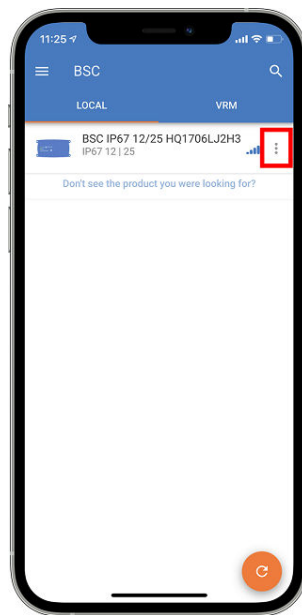 11:25
BSC
LOCAL
VRM
BSC IP67 12/25 HQ1706LJ2H3
IP67 12 | 25
Don't see the product you were looking for?